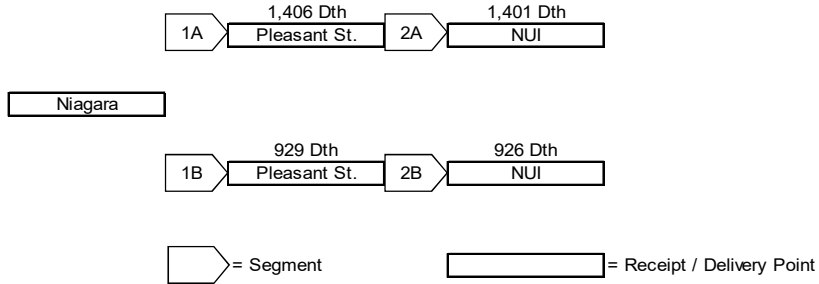 1,406 Dth 1,401 Dth
1A Pleasant St. 2A NUI
Niagara
929 Dth 926 Dth
1B Pleasant St. 2B NUI
= Segment = Receipt / Delivery Point